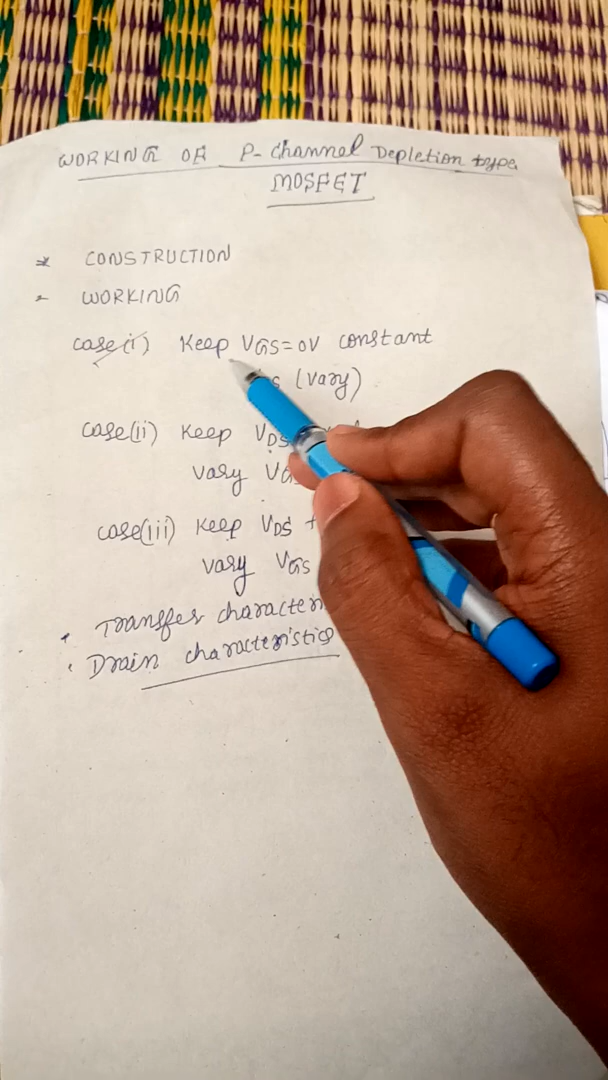 WORKING OF P-Channel Depletion type
MOSFET
* CONSTRUCTION
- WORKING
case(i) Keep VGS=0V constant
(vary)
case(ii) Keep VDS
vary
case(iii) Keep VDS +
vary VGS
• Transfer
• Drain characteristics